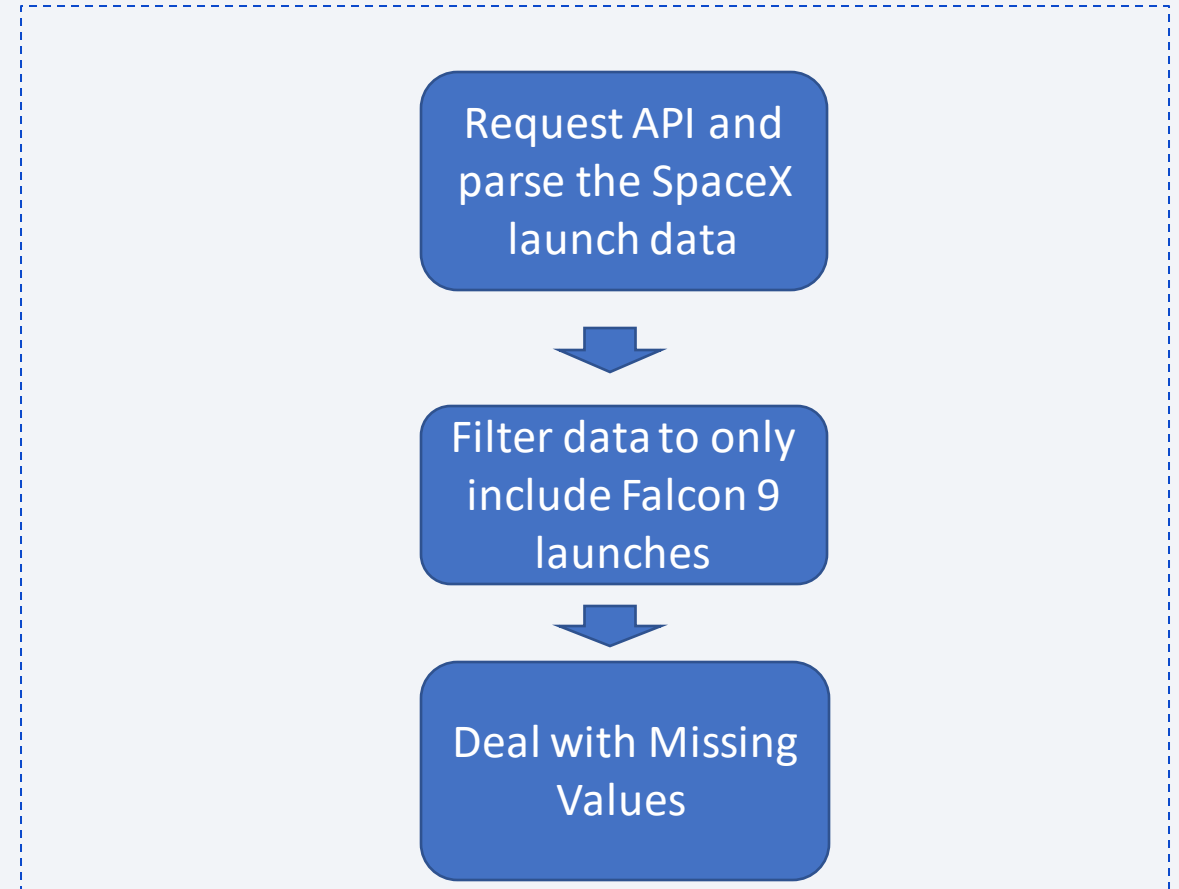 Request API and
parse the SpaceX
launch data
Filter data to only
include Falcon 9
launches
Deal with Missing
Values